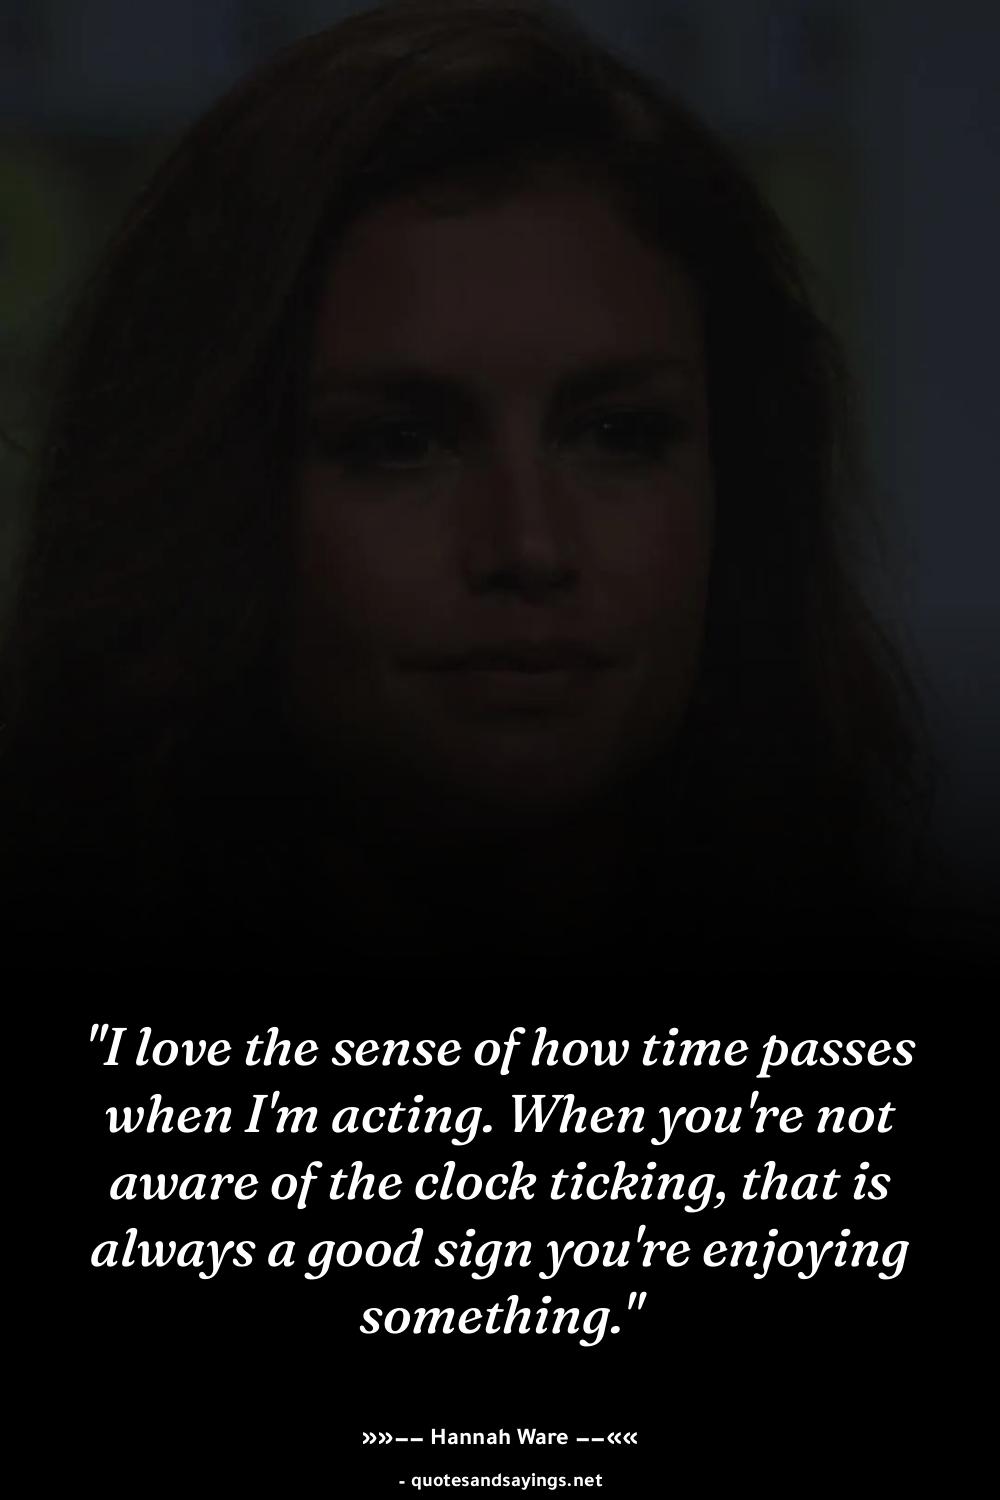 "I love the sense of how time passes
when I'm acting. When you're not
aware of the clock ticking, that is
always a good sign you're enjoying
something."
»»−− Hannah Ware −−««
- quotesandsayings.net